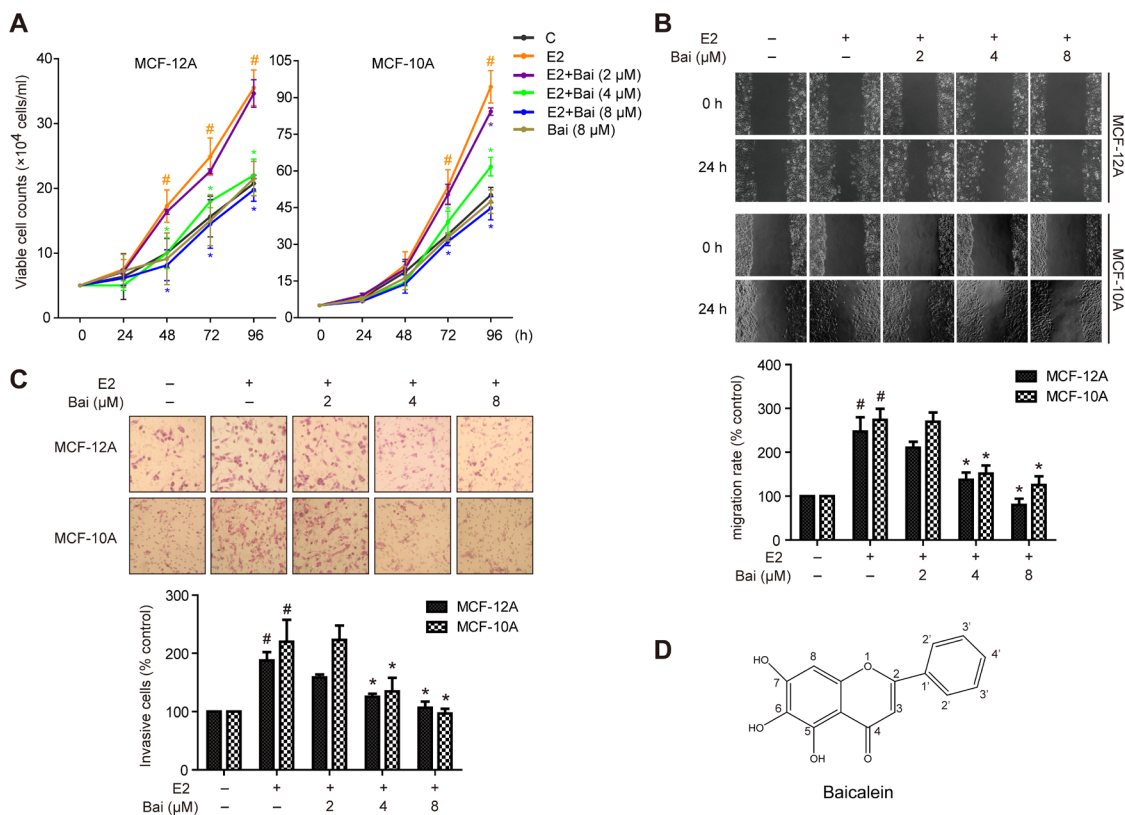 A
MCF-12A
MCF-10A
C
E2
E2+Bai (2 μM)
E2+Bai (4 μM)
E2+Bai (8 μM)
Bai (8 μM)
Viable cell counts (×10⁴ cells/ml)
40
30
20
10
0
# # #
* * *
* * *
0 24 48 72 96
105
90
75
60
45
30
15
0
# #
*
*
* *
0 24 48 72 96 (h)
B
E2 – + + + +
Bai (μM) – – 2 4 8
0 h
24 h
MCF-12A
0 h
24 h
MCF-10A
migration rate (% control)
400
300
200
100
0
MCF-12A
MCF-10A
# #
* * * *
E2 – + + + +
Bai (μM) – – 2 4 8
C
E2 – + + + +
Bai (μM) – – 2 4 8
MCF-12A
MCF-10A
Invasive cells (% control)
300
200
100
0
MCF-12A
MCF-10A
# #
* * * *
E2 – + + + +
Bai (μM) – – 2 4 8
D
3'
2'
4'
8
1
HO
O
2
1'
3'
7
2'
6
3
HO
5
4
OH
O
Baicalein